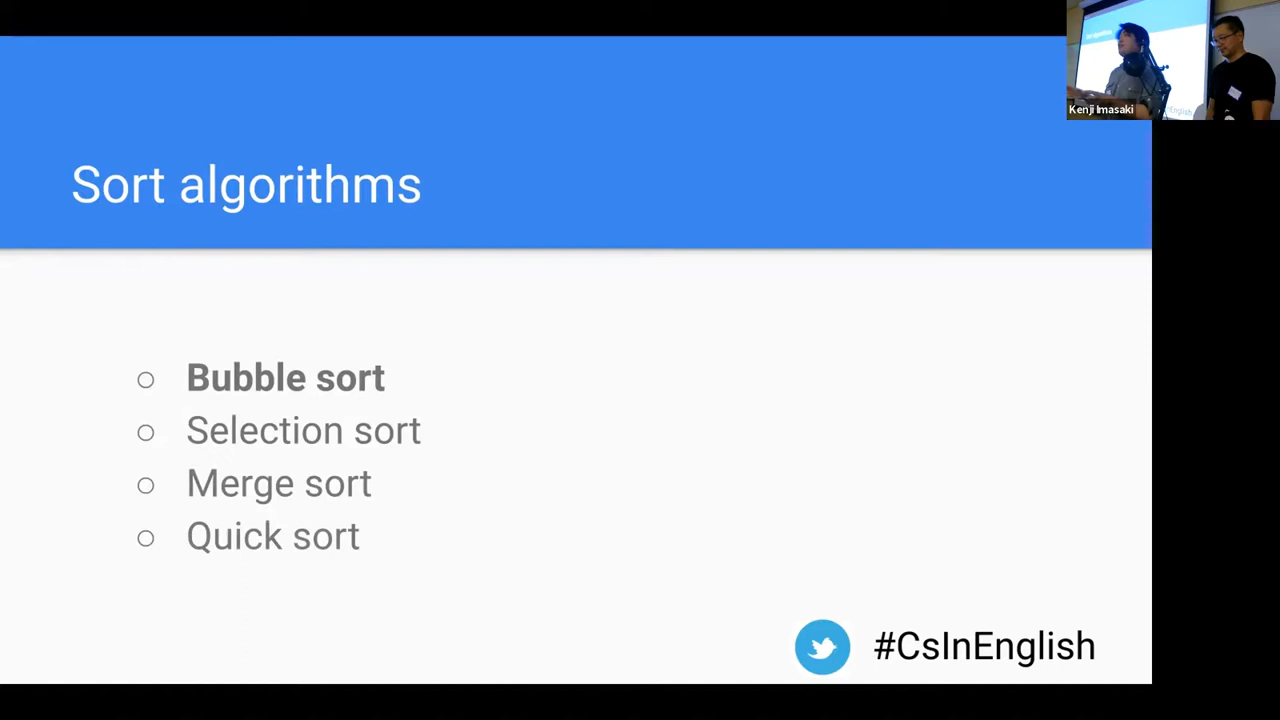 Kenji Imasaki
Sort algorithms
Bubble sort
Selection sort
Merge sort
Quick sort
#CsInEnglish